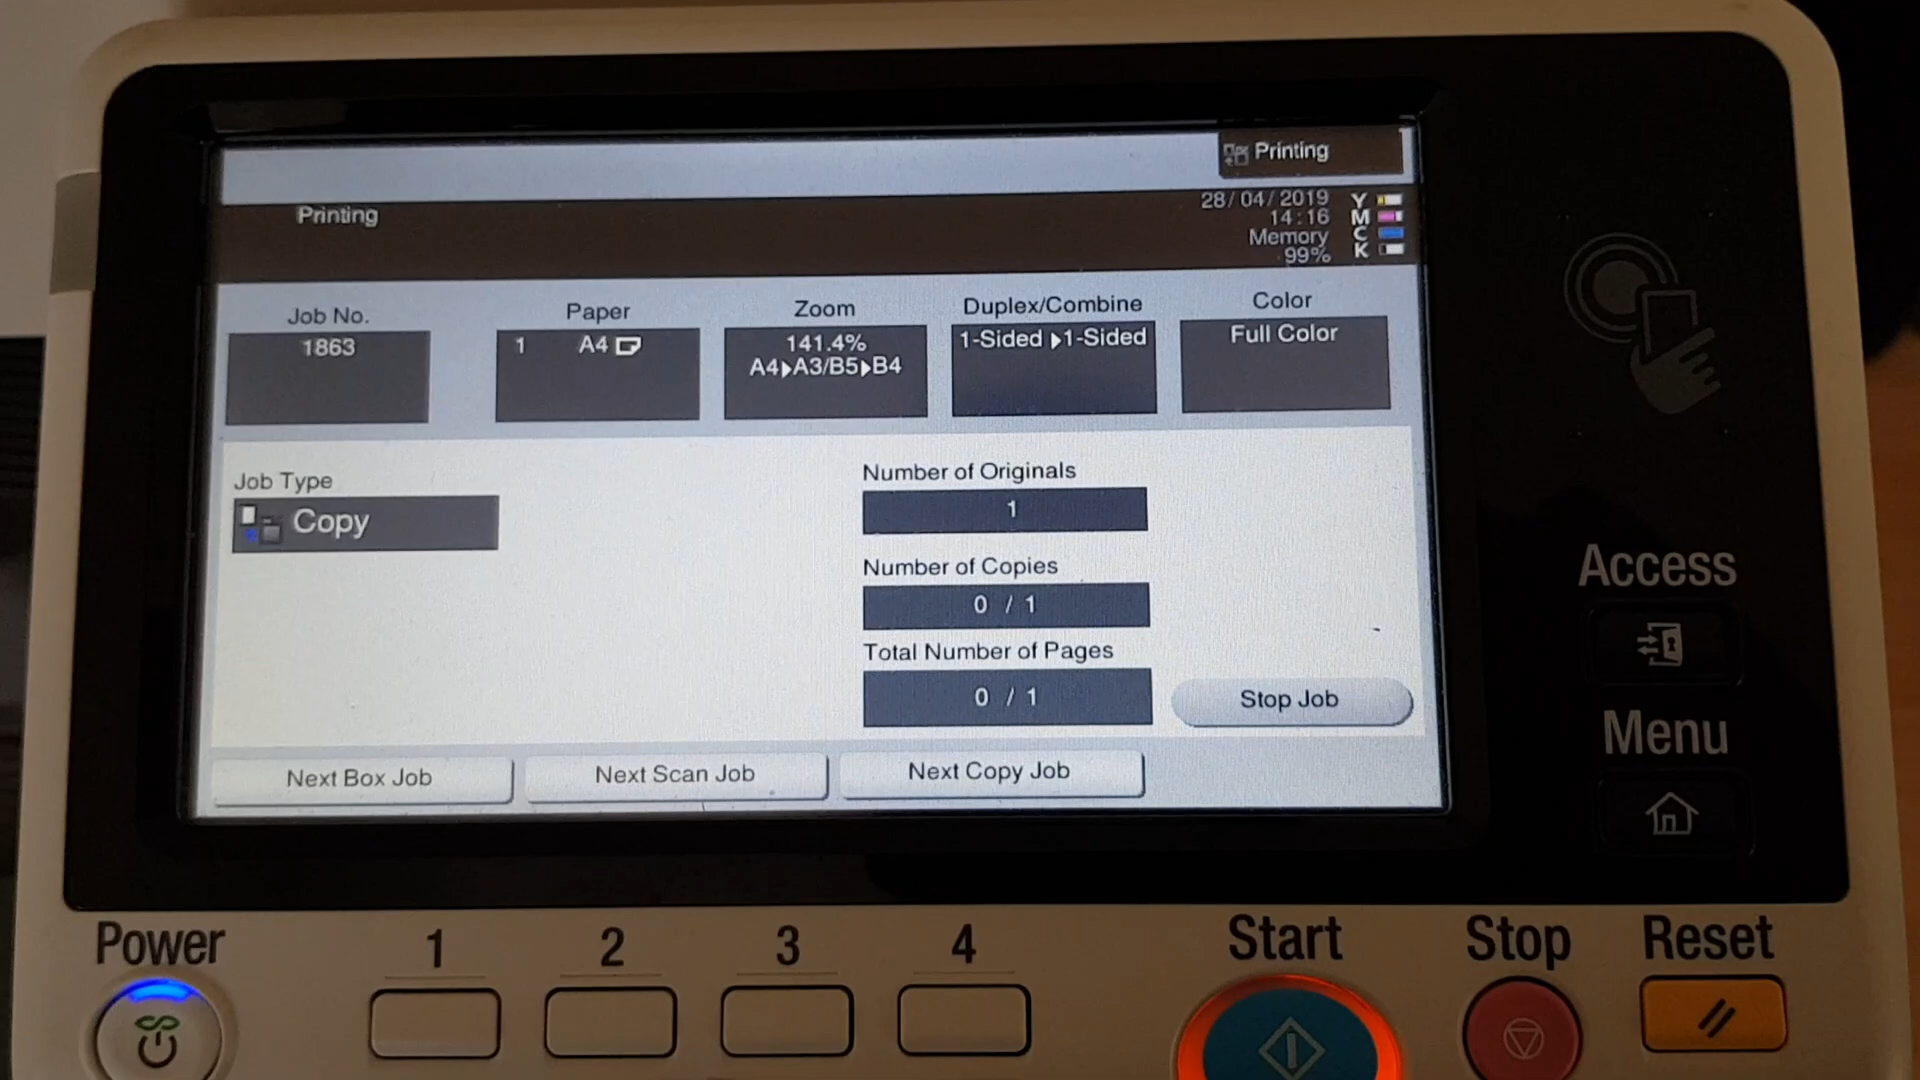 Printing
Printing
28/04/2019
14:16
Memory
99%
Y
M
C
K
Job No.
1863
Paper
1 A4
Zoom
141.4%
A4▶A3/B5▶B4
Duplex/Combine
1-Sided ▶1-Sided
Color
Full Color
Job Type
Copy
Number of Originals
1
Number of Copies
0 / 1
Total Number of Pages
0 / 1
Stop Job
Next Box Job
Next Scan Job
Next Copy Job
Access
Menu
Power
1
2
3
4
Start
Stop
Reset